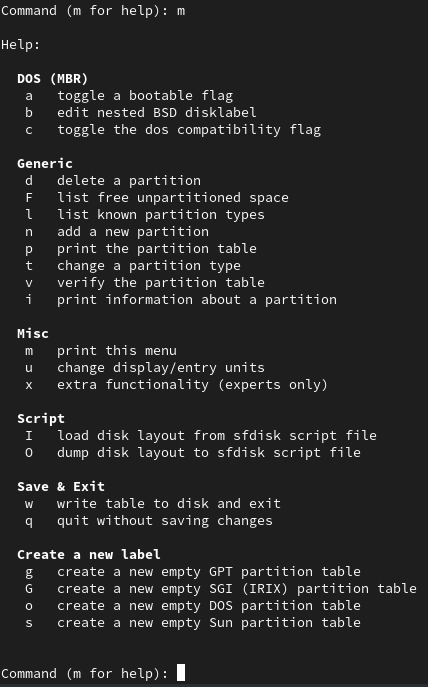 Command (m for help): m
Help:
DOS (MBR)
a toggle a bootable flag
b edit nested BSD disklabel
c toggle the dos compatibility flag
Generic
d delete a partition
F list free unpartitioned space
l list known partition types
n add a new partition
p print the partition table
t change a partition type
v verify the partition table
i print information about a partition
Misc
m print this menu
u change display/entry units
x extra functionality (experts only)
Script
I load disk layout from sfdisk script file
O dump disk layout to sfdisk script file
Save & Exit
w write table to disk and exit
q quit without saving changes
Create a new label
g create a new empty GPT partition table
G create a new empty SGI (IRIX) partition table
o create a new empty DOS partition table
s create a new empty Sun partition table
Command (m for help):